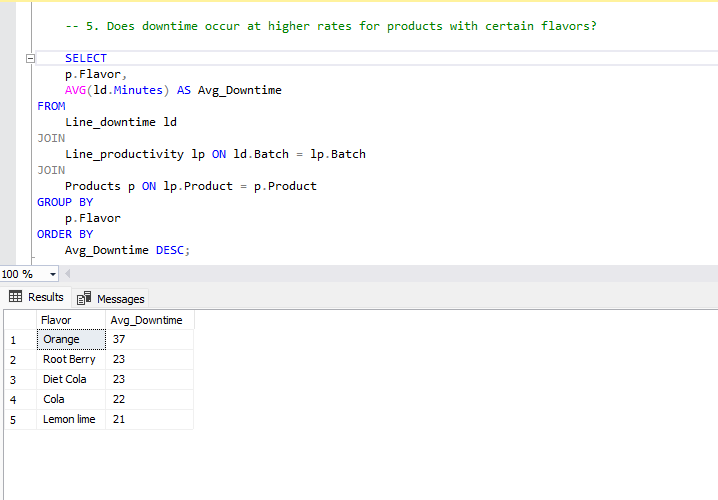 -- 5. Does downtime occur at higher rates for products with certain flavors?
SELECT
p.Flavor,
AVG(ld.Minutes) AS Avg_Downtime
FROM
Line_downtime ld
JOIN
Line_productivity lp ON ld.Batch = lp.Batch
JOIN
Products p ON lp.Product = p.Product
GROUP BY
p.Flavor
ORDER BY
Avg_Downtime DESC;
100 %
Results Messages
Flavor Avg_Downtime
1 Orange 37
2 Root Berry 23
3 Diet Cola 23
4 Cola 22
5 Lemon lime 21